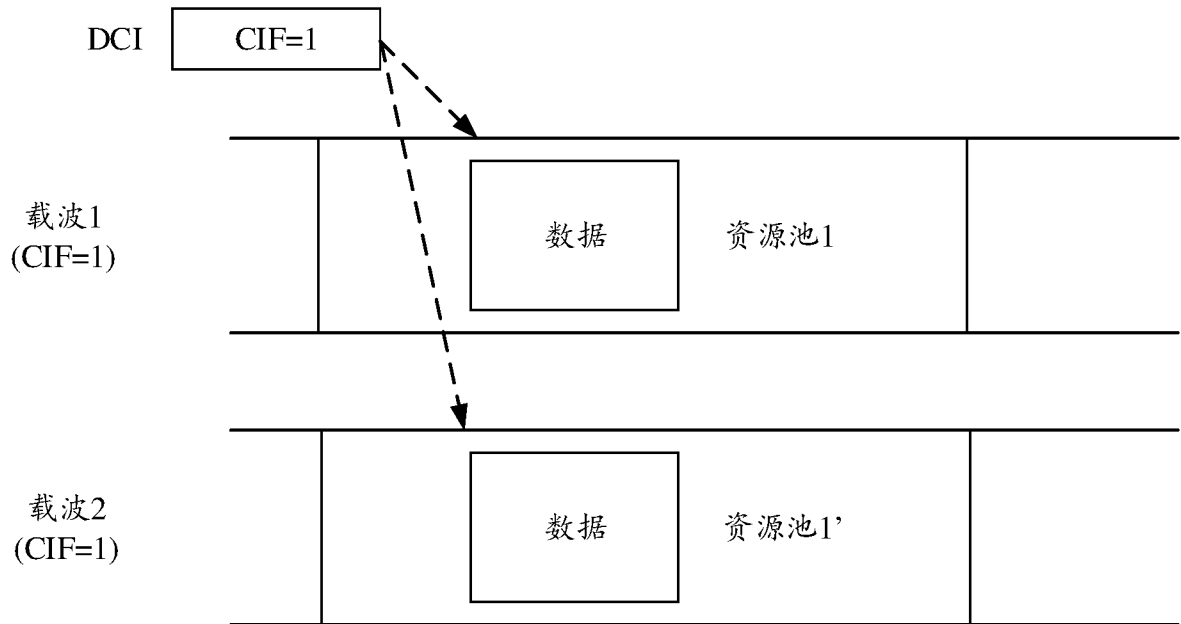 DCI
CIF=1
载波1
(CIF=1)
数据
资源池1
载波2
(CIF=1)
数据
资源池1’